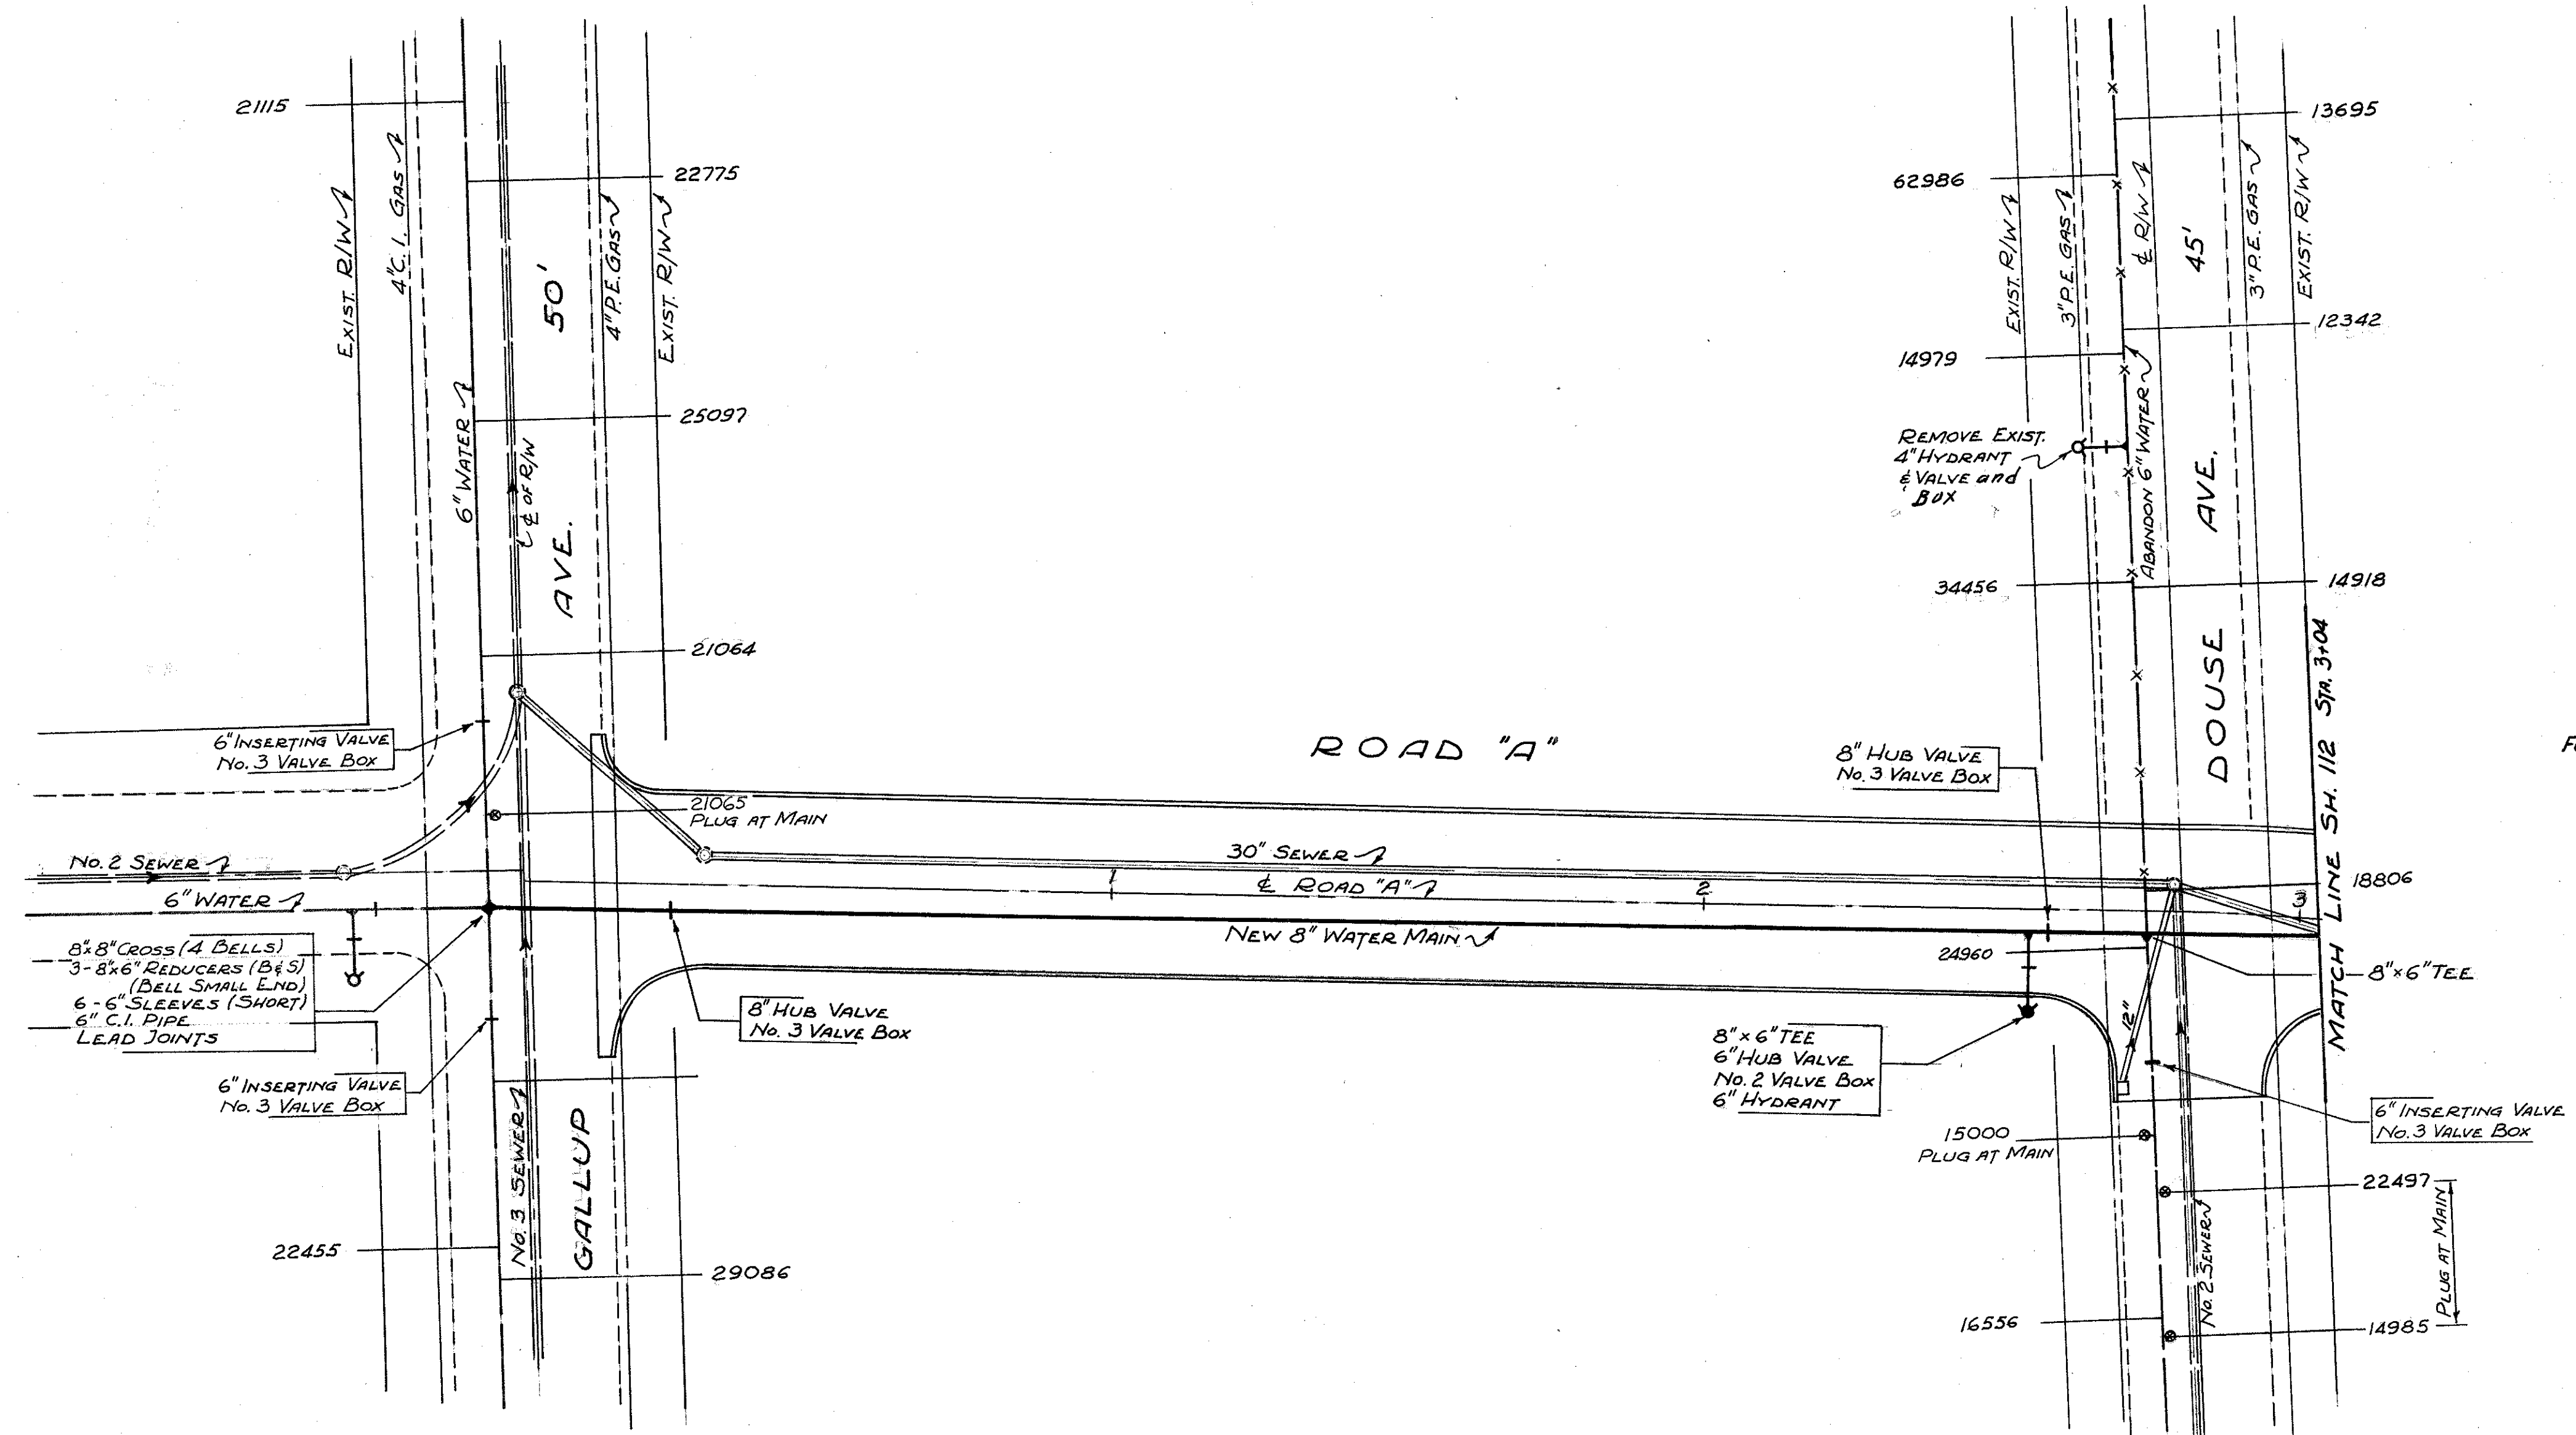 21115
22775
25097
21064
EXIST. R/W
4" C.I. GAS
6" WATER
℄ OF R/W
50'
AVE.
4" P.E. GAS
EXIST. R/W
6" INSERTING VALVE
No. 3 VALVE BOX
21065
PLUG AT MAIN
No. 2 SEWER
6" WATER
8"x8" CROSS (4 BELLS)
3-8"x6" REDUCERS (B&S)
(BELL SMALL END)
6-6" SLEEVES (SHORT)
6" C.I. PIPE
LEAD JOINTS
6" INSERTING VALVE
No. 3 VALVE BOX
No. 3 SEWER
GALLUP
22455
29086
8" HUB VALVE
No. 3 VALVE BOX
ROAD "A"
30" SEWER
1
℄ ROAD "A"
2
3
NEW 8" WATER MAIN
8" HUB VALVE
No. 3 VALVE BOX
13695
62986
12342
14979
EXIST. R/W
3" P.E. GAS
℄ R/W
45'
3" P.E. GAS
EXIST. R/W
REMOVE EXIST.
4" HYDRANT
& VALVE and
BOX
ABANDON 6" WATER
AVE.
34456
14918
DOUSE
MATCH LINE SH. 112 STA. 3+04
18806
24960
8"x6" TEE
12"
8"x6" TEE
6" HUB VALVE
No. 2 VALVE BOX
6" HYDRANT
6" INSERTING VALVE
No. 3 VALVE BOX
15000
PLUG AT MAIN
22497
PLUG AT MAIN
No. 2 SEWER
16556
14985